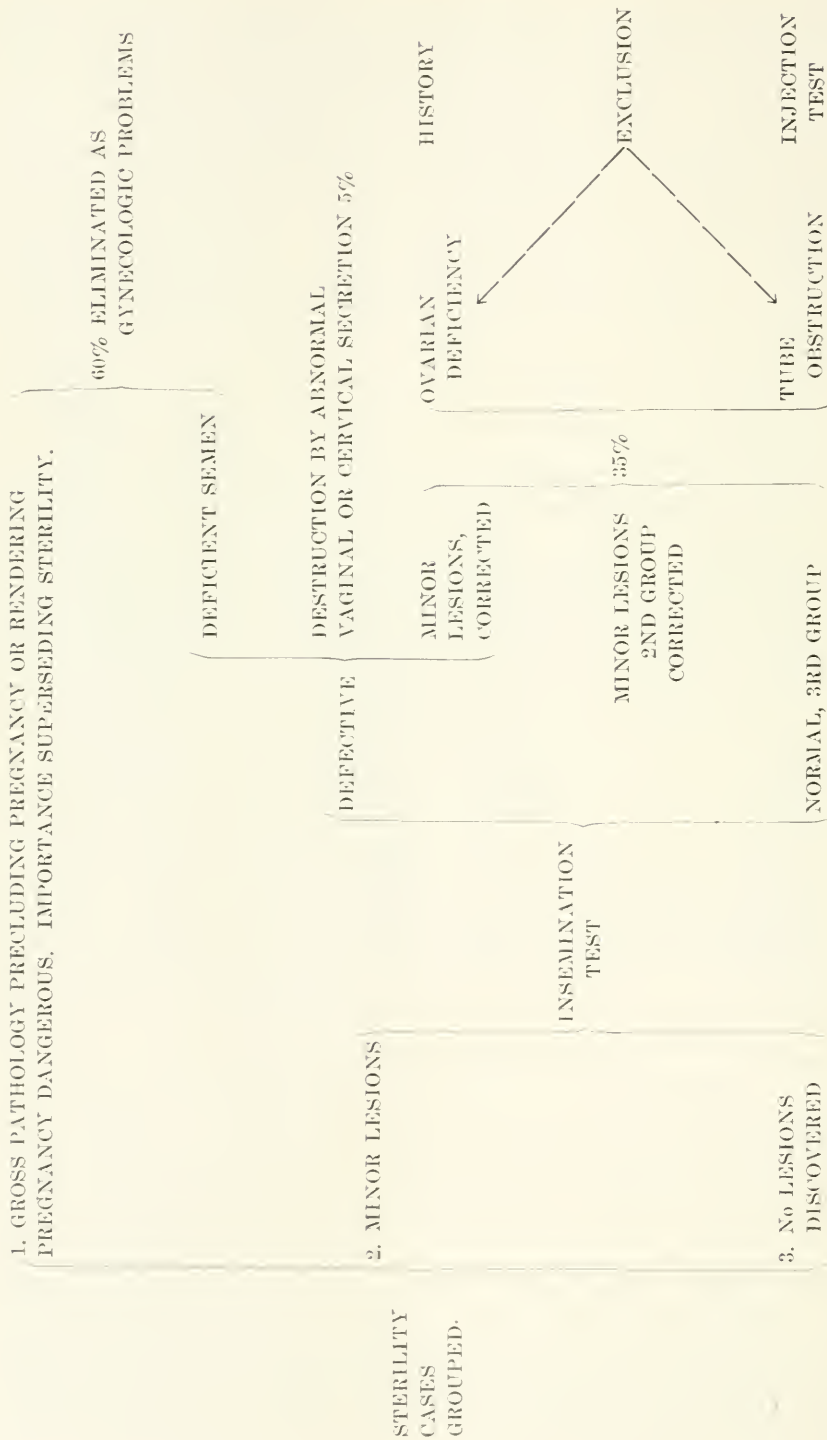 STERILITY
CASES
GROUPED.
1. GROSS PATHOLOGY PRECLUDING PREGNANCY OR RENDERING
PREGNANCY DANGEROUS. IMPORTANCE SUPERSEDING STERILITY.
2. MINOR LESIONS
3. No LESIONS
DISCOVERED
INSEMINATION
TEST
DEFECTIVE
DEFICIENT SEMEN
DESTRUCTION BY ABNORMAL
VAGINAL OR CERVICAL SECRETION 5%
MINOR
LESIONS,
CORRECTED
MINOR LESIONS
2ND GROUP
CORRECTED
NORMAL, 3RD GROUP
60% ELIMINATED AS
GYNECOLOGIC PROBLEMS
35%
OVARIAN
DEFICIENCY
TUBE
OBSTRUCTION
HISTORY
EXCLUSION
INJECTION
TEST